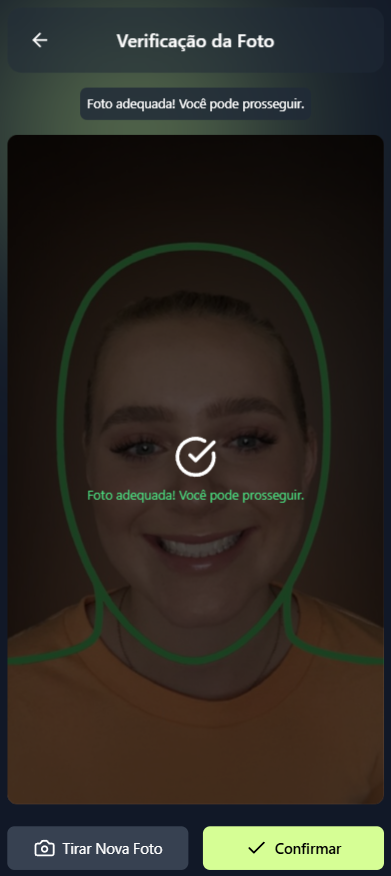 Verificação da Foto
Foto adequada! Você pode prosseguir.
Foto adequada! Você pode prosseguir.
Tirar Nova Foto
Confirmar